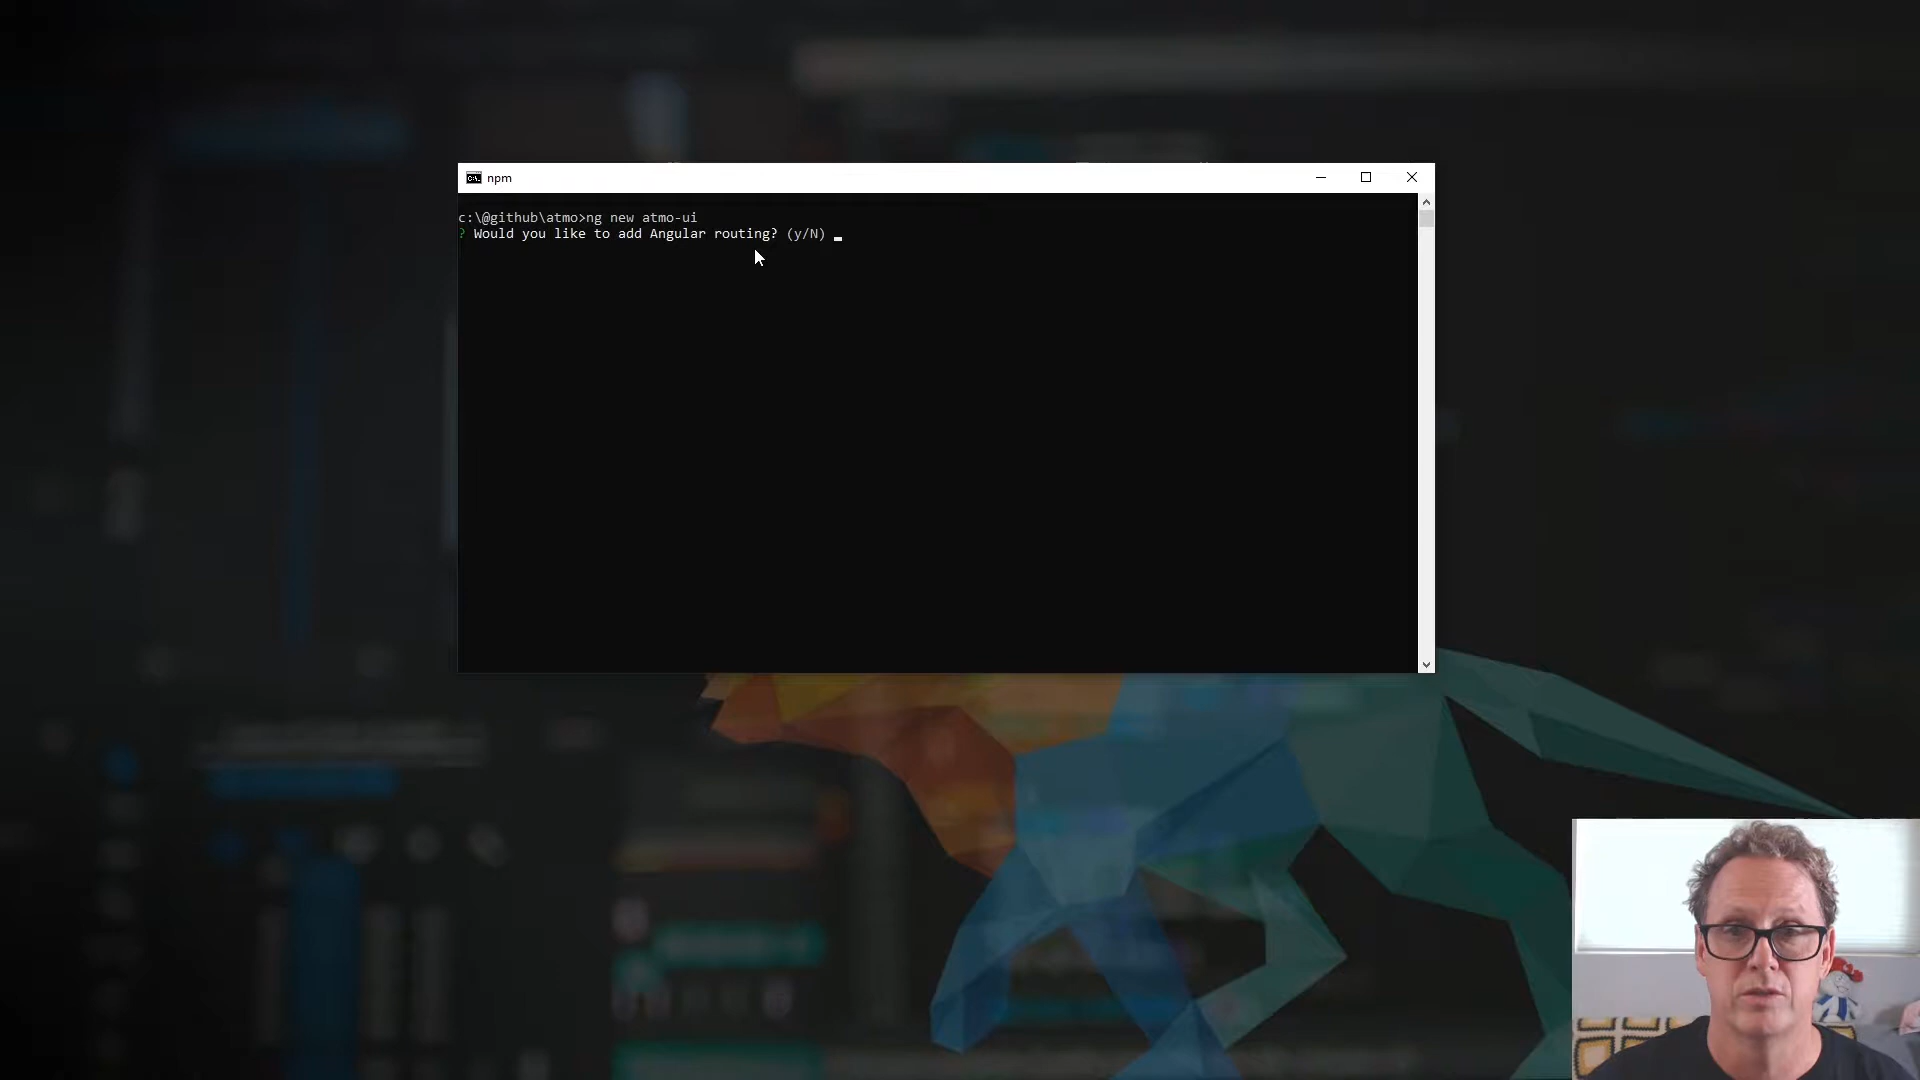 npm
c:\@github\atmo>ng new atmo-ui
? Would you like to add Angular routing? (y/N)